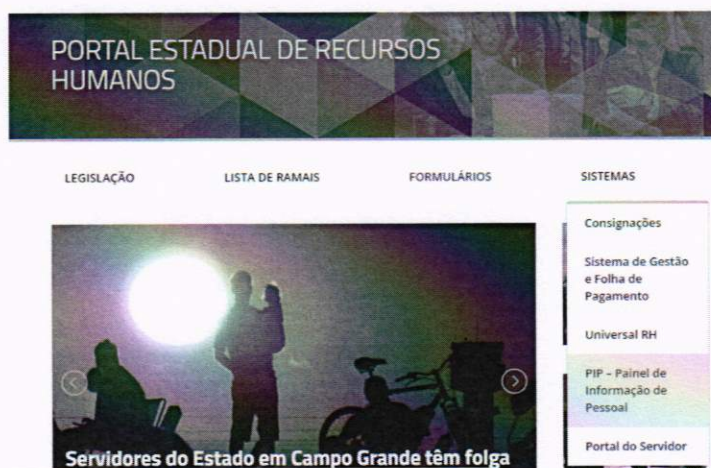 PORTAL ESTADUAL DE RECURSOS
HUMANOS
LEGISLAÇÃO
LISTA DE RAMAIS
FORMULÁRIOS
SISTEMAS
Consignações
Sistema de Gestão
e Folha de
Pagamento
Universal RH
PIP – Painel de
Informação de
Pessoal
Portal do Servidor
Servidores do Estado em Campo Grande têm folga